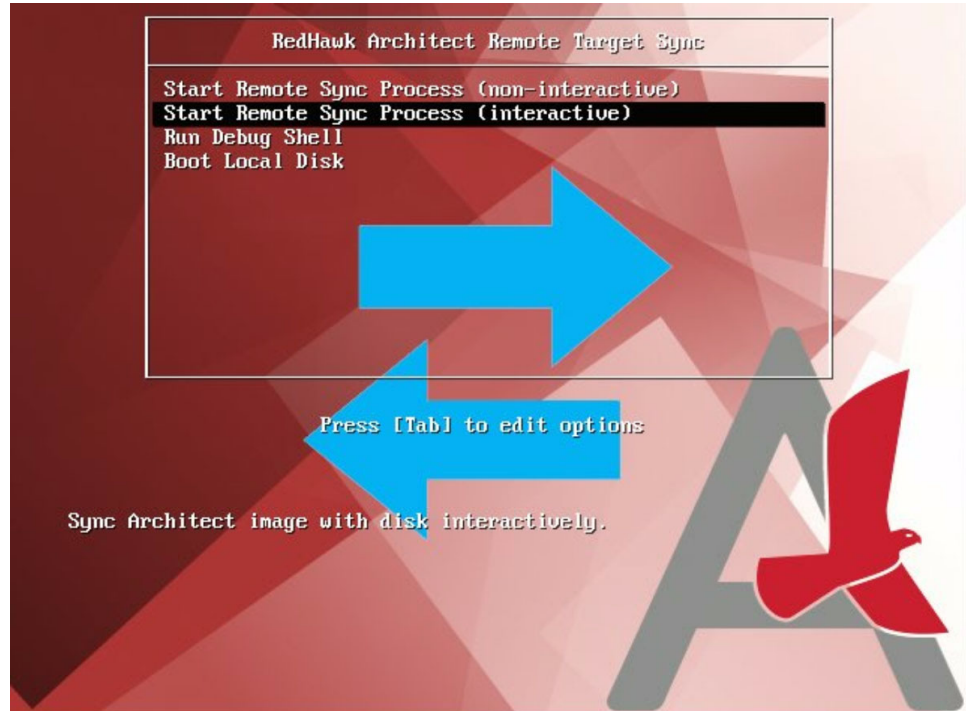 RedHawk Architect Remote Target Sync
Start Remote Sync Process (non-interactive)
Start Remote Sync Process (interactive)
Run Debug Shell
Boot Local Disk
Press [Tab] to edit options
Sync Architect image with disk interactively.